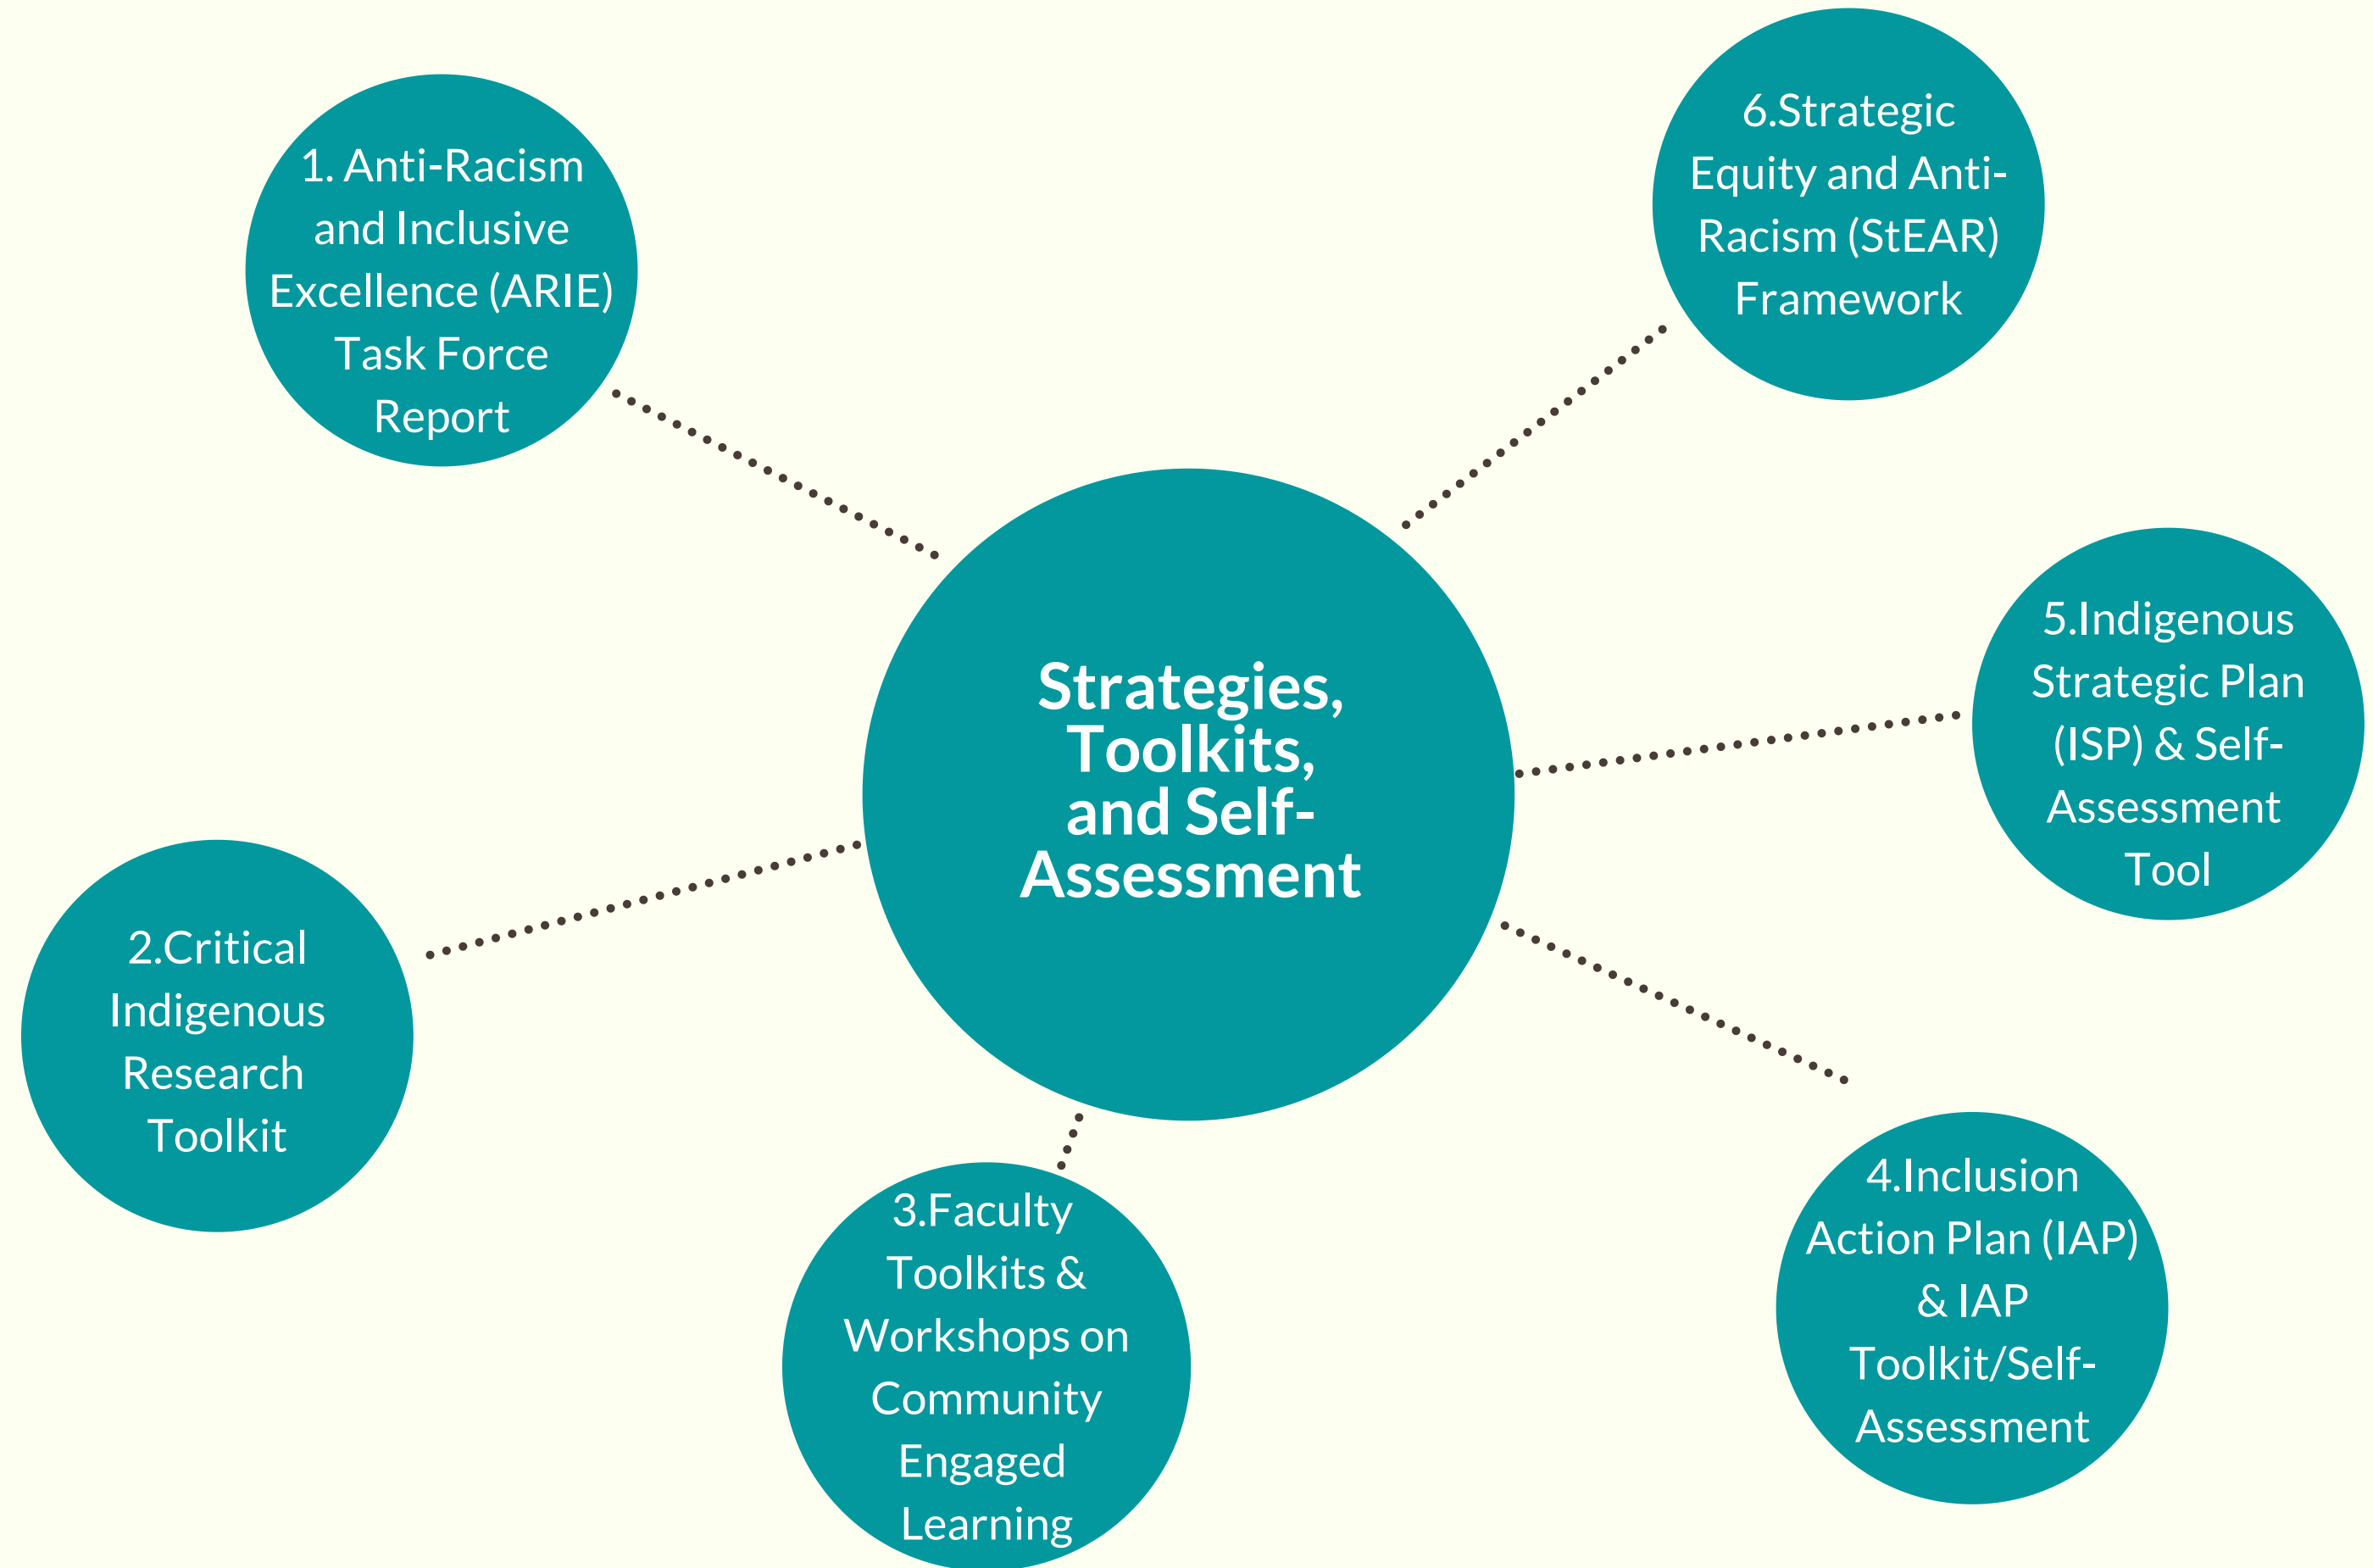 1. Anti-Racism
and Inclusive
Excellence (ARIE)
Task Force
Report
2.Critical
Indigenous
Research
Toolkit
3.Faculty
Toolkits &
Workshops on
Community
Engaged
Learning
4.Inclusion
Action Plan (IAP)
& IAP
Toolkit/Self-
Assessment
5.Indigenous
Strategic Plan
(ISP) & Self-
Assessment
Tool
6.Strategic
Equity and Anti-
Racism (StEAR)
Framework
Strategies,
Toolkits,
and Self-
Assessment